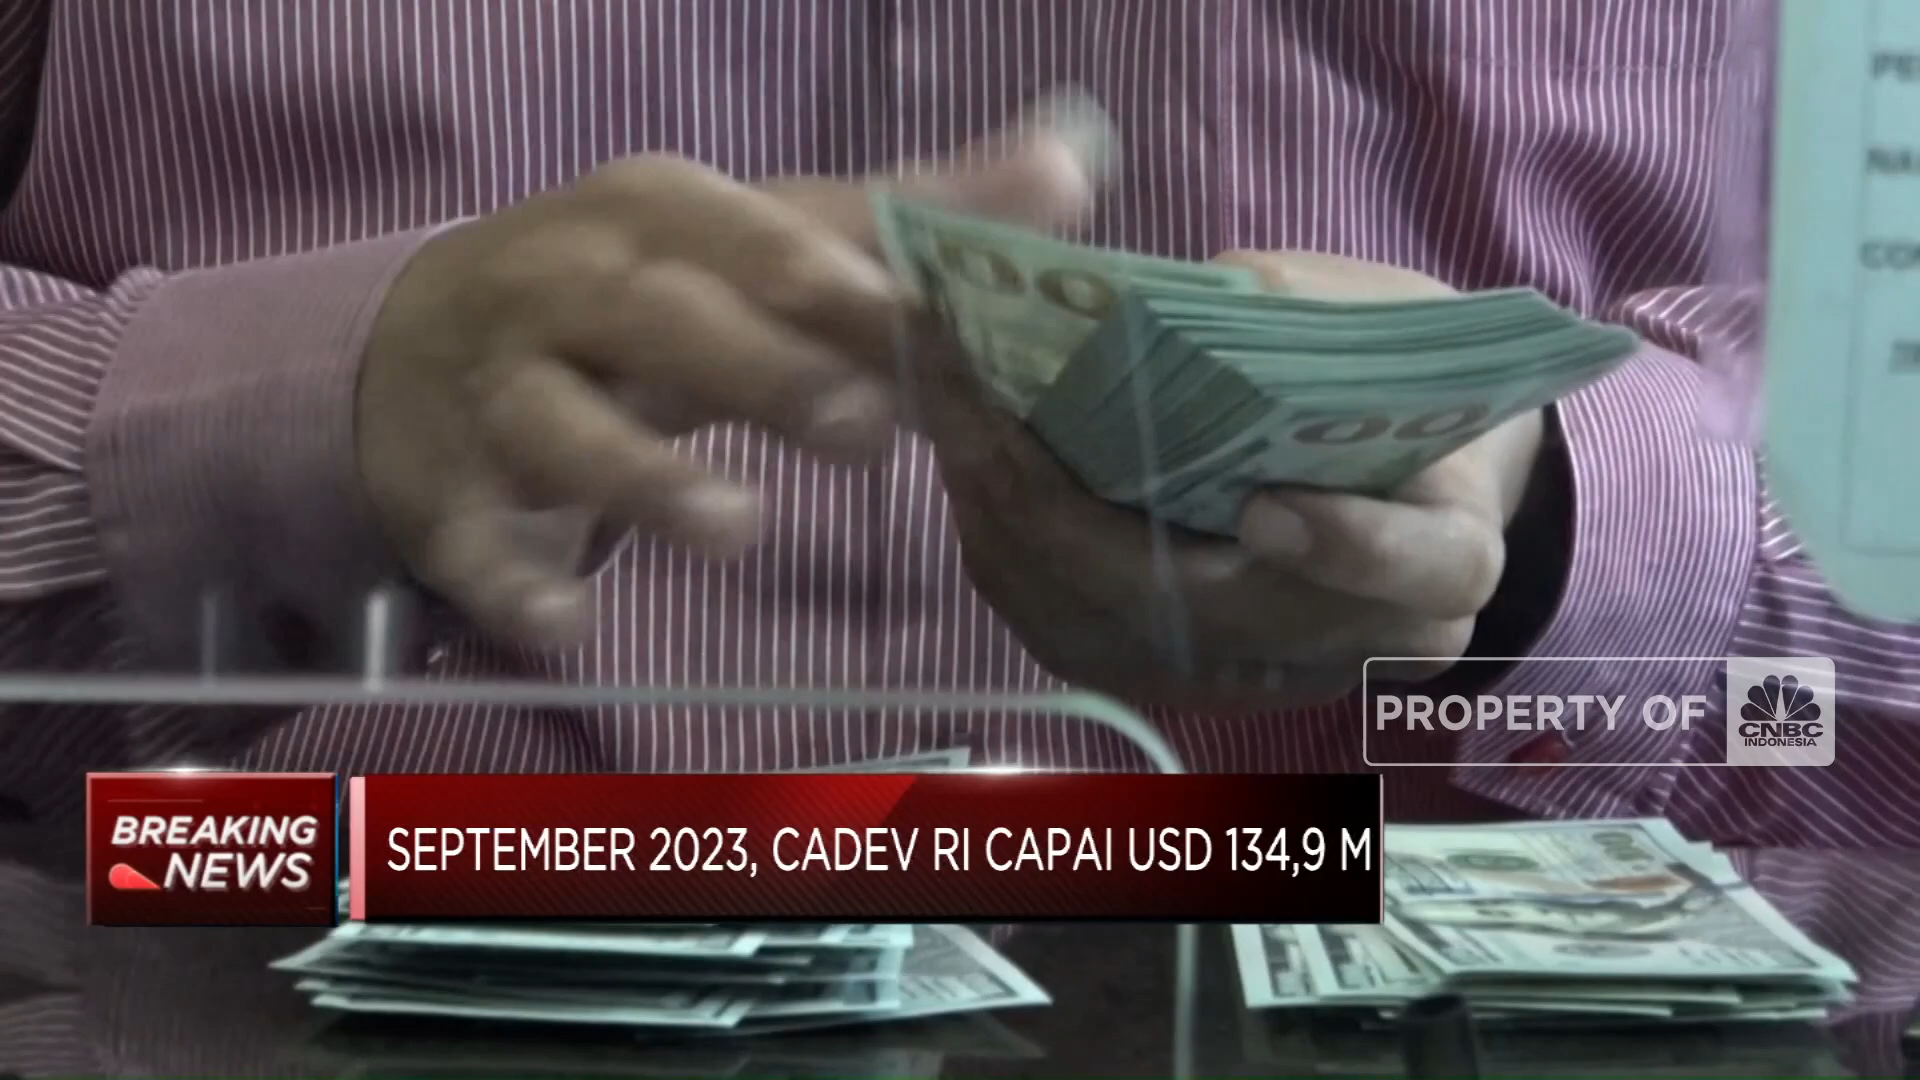 PROPERTY OF
CNBC
INDONESIA
BREAKING
NEWS
SEPTEMBER 2023, CADEV RI CAPAI USD 134,9 M